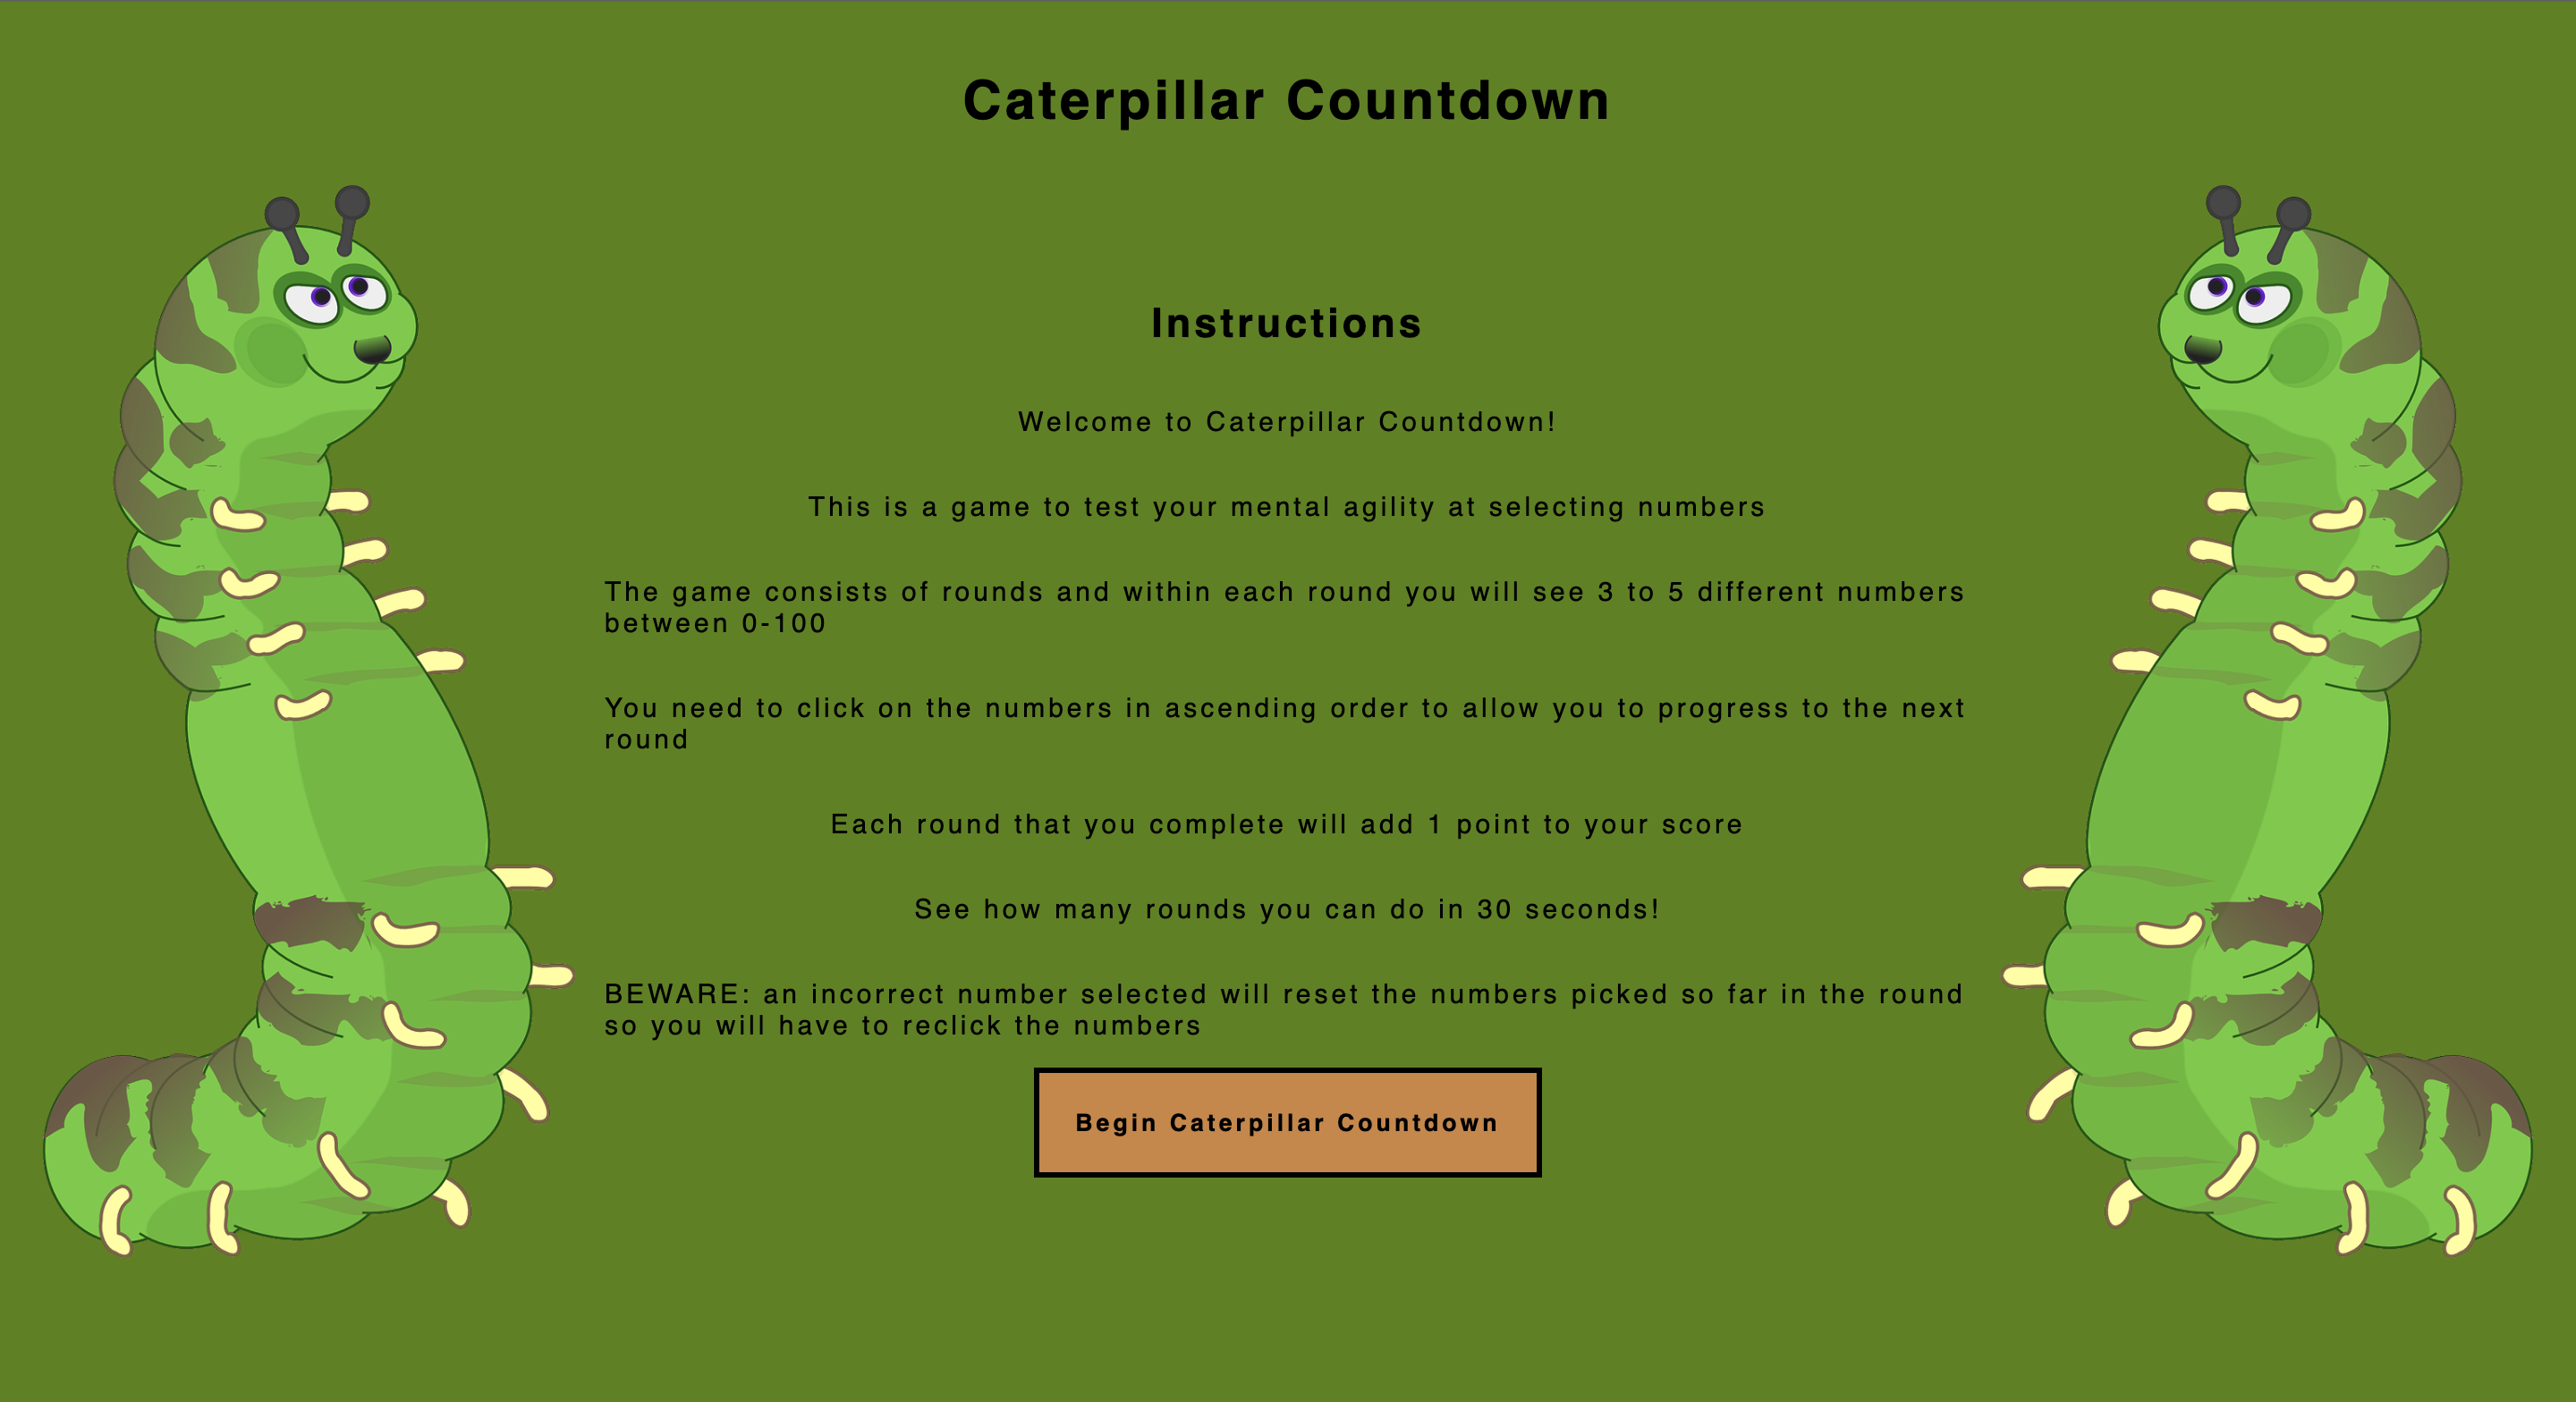 Caterpillar Countdown
Instructions
Welcome to Caterpillar Countdown!
This is a game to test your mental agility at selecting numbers
The game consists of rounds and within each round you will see 3 to 5 different numbers
between 0-100
You need to click on the numbers in ascending order to allow you to progress to the next
round
Each round that you complete will add 1 point to your score
See how many rounds you can do in 30 seconds!
BEWARE: an incorrect number selected will reset the numbers picked so far in the round
so you will have to reclick the numbers
Begin Caterpillar Countdown